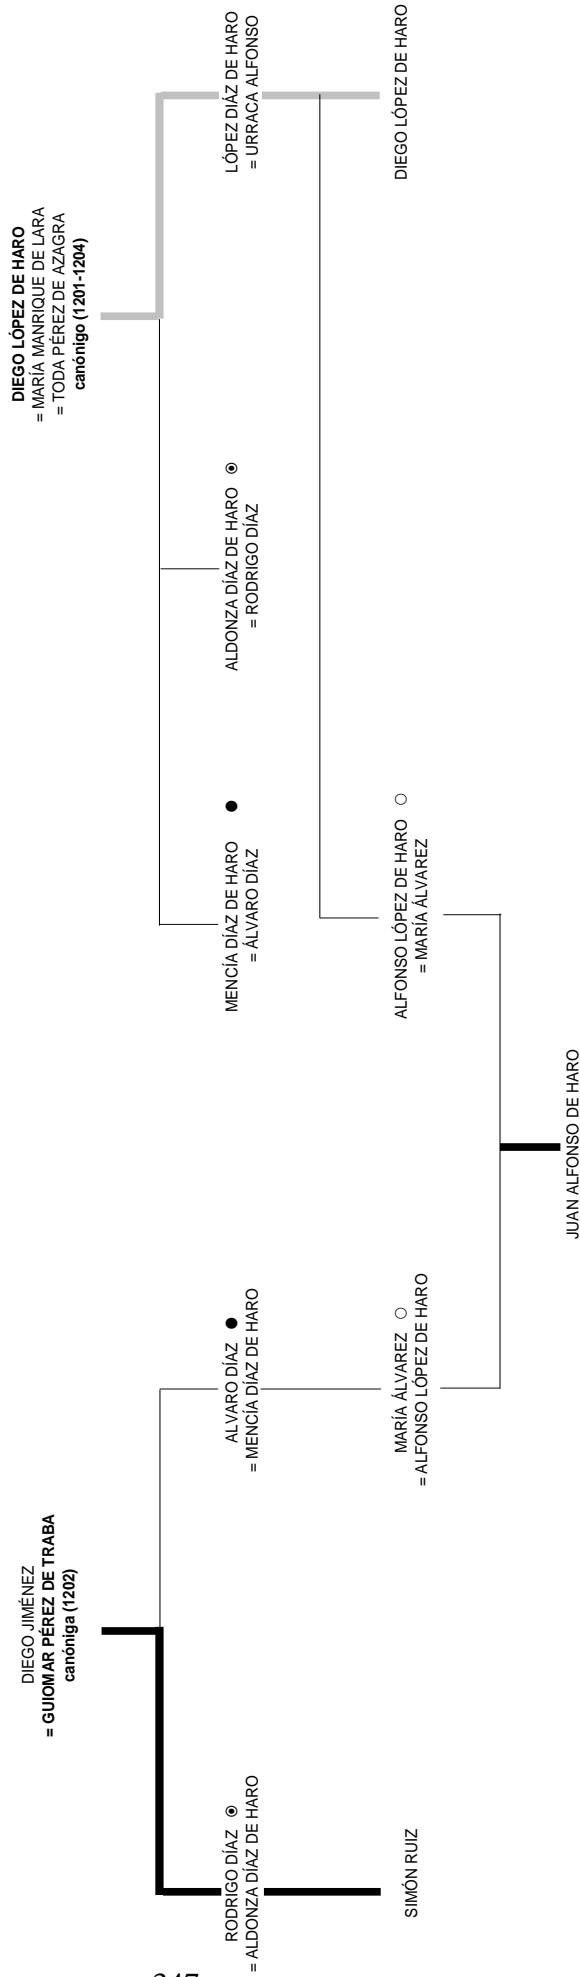 DIEGO JIMÉNEZ
= GUIOMAR PÉREZ DE TRABA
canóniga (1202)
DIEGO LÓPEZ DE HARO
= MARÍA MANRIQUE DE LARA
= TODA PÉREZ DE AZAGRA
canónigo (1201-1204)
RODRIGO DÍAZ
= ALDONZA DÍAZ DE HARO
ALVARO DÍAZ
= MENCÍA DÍAZ DE HARO
MENCÍA DÍAZ DE HARO
= ÁLVARO DÍAZ
ALDONZA DÍAZ DE HARO
= RODRIGO DÍAZ
LÓPEZ DIÁZ DE HARO
= URRACA ALFONSO
SIMÓN RUIZ
MARÍA ÁLVAREZ
= ALFONSO LÓPEZ DE HARO
ALFONSO LÓPEZ DE HARO
= MARÍA ÁLVAREZ
DIEGO LÓPEZ DE HARO
JUAN ALFONSO DE HARO